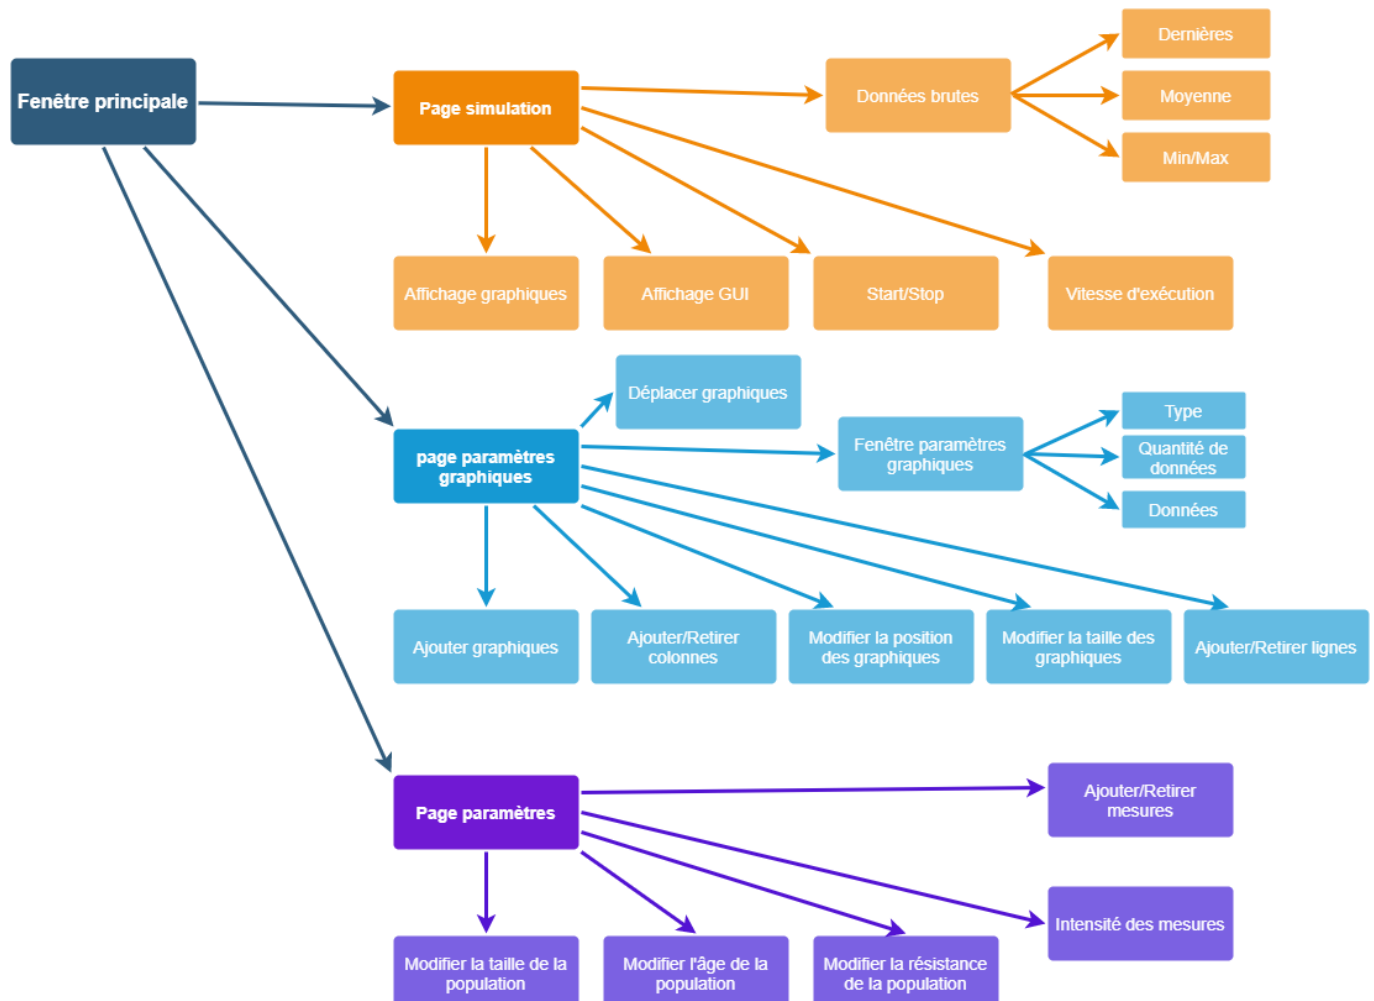 Dernières
Fenêtre principale
Page simulation
Données brutes
Moyenne
Min/Max
Affichage graphiques
Affichage GUI
Start/Stop
Vitesse d'exécution
Déplacer graphiques
Type
page paramètres
graphiques
Fenêtre paramètres
graphiques
Quantité de
données
Données
Ajouter graphiques
Ajouter/Retirer
colonnes
Modifier la position
des graphiques
Modifier la taille des
graphiques
Ajouter/Retirer lignes
Page paramètres
Ajouter/Retirer
mesures
Intensité des mesures
Modifier la taille de la
population
Modifier l'âge de la
population
Modifier la résistance
de la population